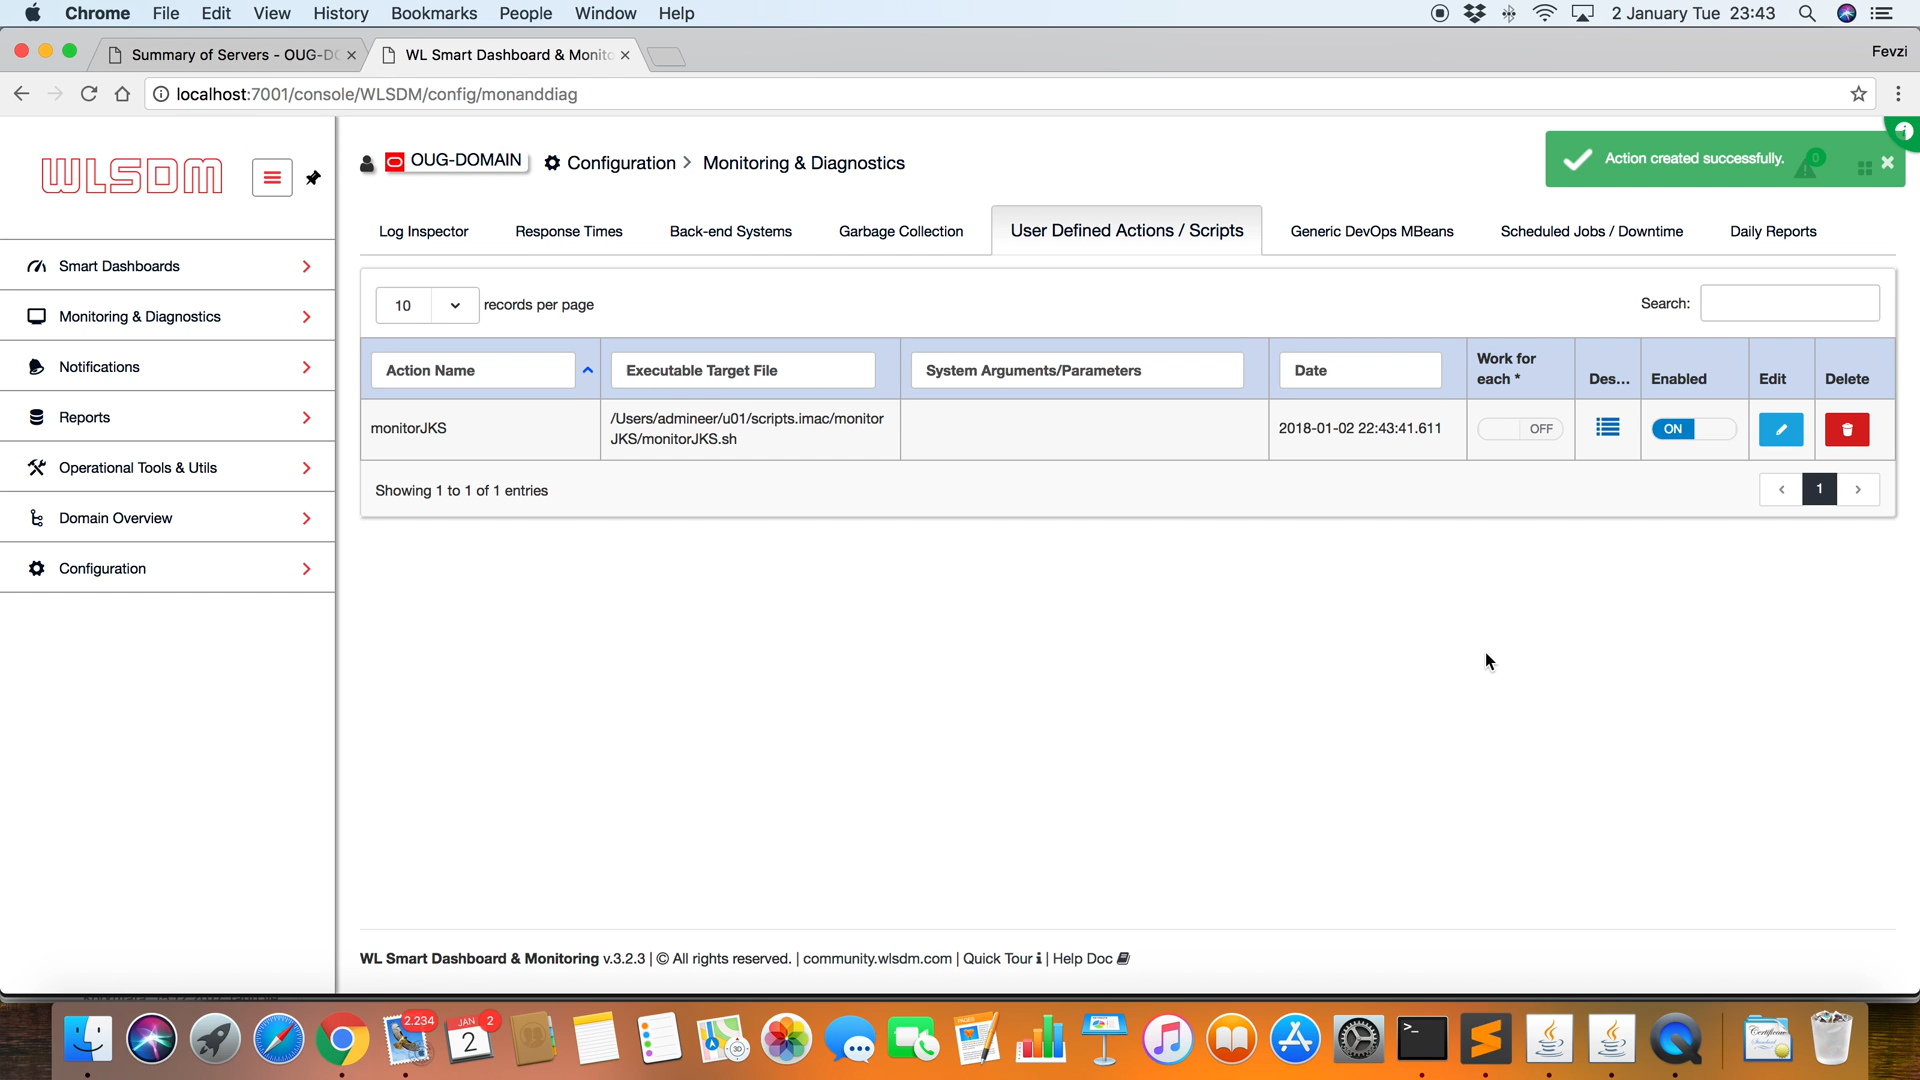 Chrome File Edit View History Bookmarks People Window Help 2 January Tue 23:43
Summary of Servers - OUG-DO WL Smart Dashboard & Monito Fevzi
localhost:7001/console/WLSDM/config/monanddiag
WLSDM
OUG-DOMAIN Configuration > Monitoring & Diagnostics
Action created successfully. 0
Log Inspector Response Times Back-end Systems Garbage Collection User Defined Actions / Scripts Generic DevOps MBeans Scheduled Jobs / Downtime Daily Reports
Smart Dashboards
Monitoring & Diagnostics
Notifications
Reports
Operational Tools & Utils
Domain Overview
Configuration
10 records per page Search:
Action Name Executable Target File System Arguments/Parameters Date Work for each * Des... Enabled Edit Delete
monitorJKS /Users/admineer/u01/scripts.imac/monitor 2018-01-02 22:43:41.611 OFF ON
JKS/monitorJKS.sh
Showing 1 to 1 of 1 entries ‹ 1 ›
WL Smart Dashboard & Monitoring v.3.2.3 | © All rights reserved. | community.wlsdm.com | Quick Tour | Help Doc
2.234 JAN 2 2 3D PAGES >_ Certificate